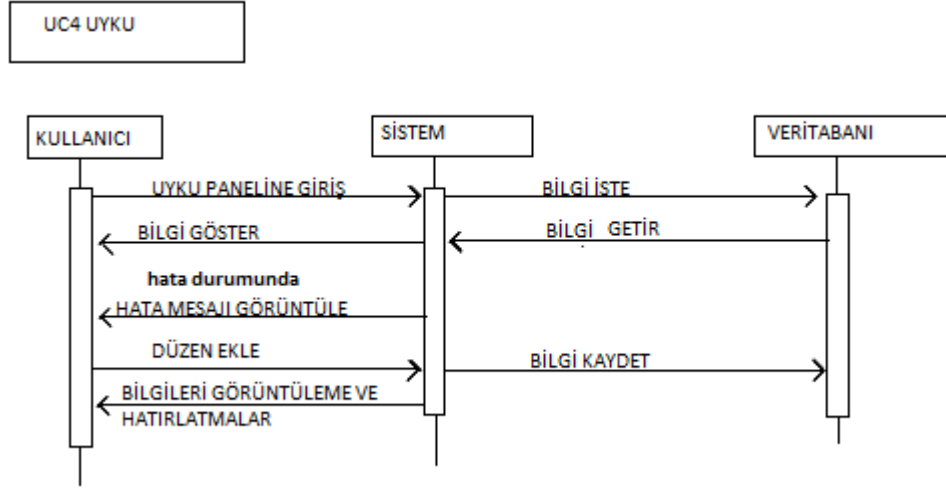 UC4 UYKU
KULLANICI
SİSTEM
VERİTABANI
UYKU PANELİNE GİRİŞ
BİLGİ İSTE
BİLGİ GÖSTER
BİLGİ GETİR
hata durumunda
HATA MESAJI GÖRÜNTÜLE
DÜZEN EKLE
BİLGİ KAYDET
BİLGİLERİ GÖRÜNTÜLEME VE
HATIRLATMALAR